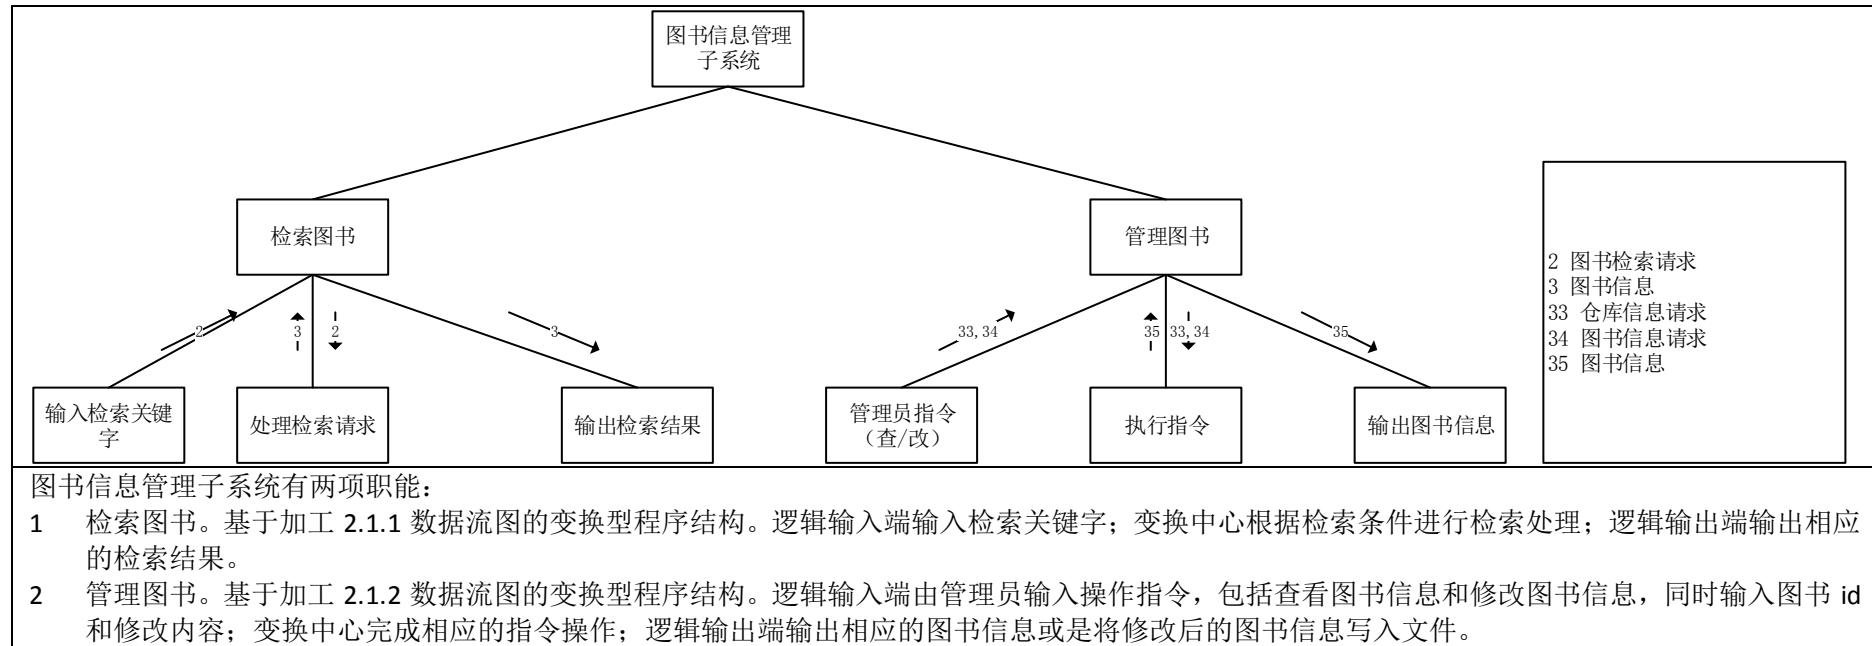 图书信息管理
子系统
检索图书
管理图书
2 图书检索请求
3 图书信息
33 仓库信息请求
34 图书信息请求
35 图书信息
2
3
2
3
33,34
35
33,34
35
输入检索关键
字
处理检索请求
输出检索结果
管理员指令
（查/改）
执行指令
输出图书信息
图书信息管理子系统有两项职能：
1 检索图书。基于加工 2.1.1 数据流图的变换型程序结构。逻辑输入端输入检索关键字；变换中心根据检索条件进行检索处理；逻辑输出端输出相应
的检索结果。
2 管理图书。基于加工 2.1.2 数据流图的变换型程序结构。逻辑输入端由管理员输入操作指令，包括查看图书信息和修改图书信息，同时输入图书 id
和修改内容；变换中心完成相应的指令操作；逻辑输出端输出相应的图书信息或是将修改后的图书信息写入文件。